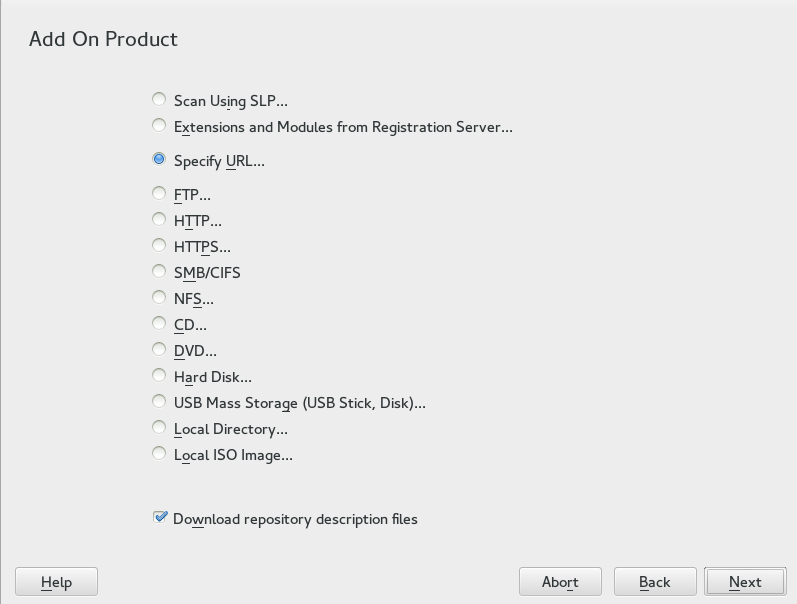 Add On Product
Scan Using SLP...
Extensions and Modules from Registration Server...
Specify URL...
FTP...
HTTP...
HTTPS...
SMB/CIFS
NFS...
CD...
DVD...
Hard Disk...
USB Mass Storage (USB Stick, Disk)...
Local Directory...
Local ISO Image...
Download repository description files
Help Abort Back Next